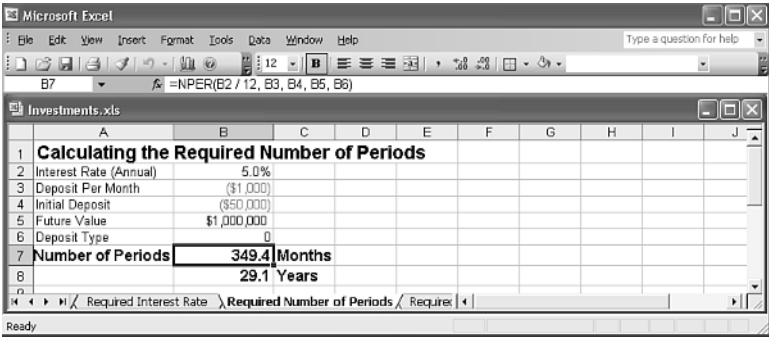 Microsoft Excel
File Edit View Insert Format Tools Data Window Help Type a question for help
12 B
B7 fx =NPER(B2 / 12, B3, B4, B5, B6)
Investments.xls
A B C D E F G H I J
1 Calculating the Required Number of Periods
2 Interest Rate (Annual) 5.0%
3 Deposit Per Month ($1,000)
4 Initial Deposit ($50,000)
5 Future Value $1,000,000
6 Deposit Type 0
7 Number of Periods 349.4 Months
8 29.1 Years
Required Interest Rate Required Number of Periods
Ready